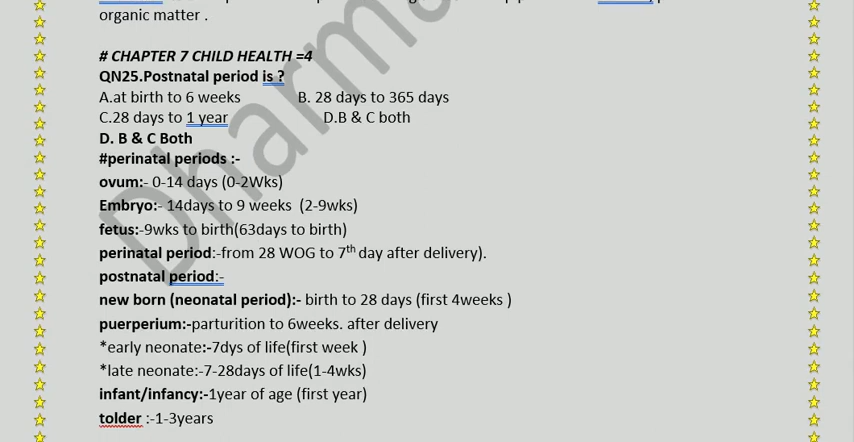 organic matter .
# CHAPTER 7 CHILD HEALTH =4
QN25.Postnatal period is ?
A.at birth to 6 weeks B. 28 days to 365 days
C.28 days to 1 year D.B & C both
D. B & C Both
#perinatal periods :-
ovum:- 0-14 days (0-2Wks)
Embryo:- 14days to 9 weeks (2-9wks)
fetus:-9wks to birth(63days to birth)
perinatal period:-from 28 WOG to 7th day after delivery).
postnatal period:-
new born (neonatal period):- birth to 28 days (first 4weeks )
puerperium:-parturition to 6weeks. after delivery
*early neonate:-7dys of life(first week )
*late neonate:-7-28days of life(1-4wks)
infant/infancy:-1year of age (first year)
tolder :-1-3years
Dharma